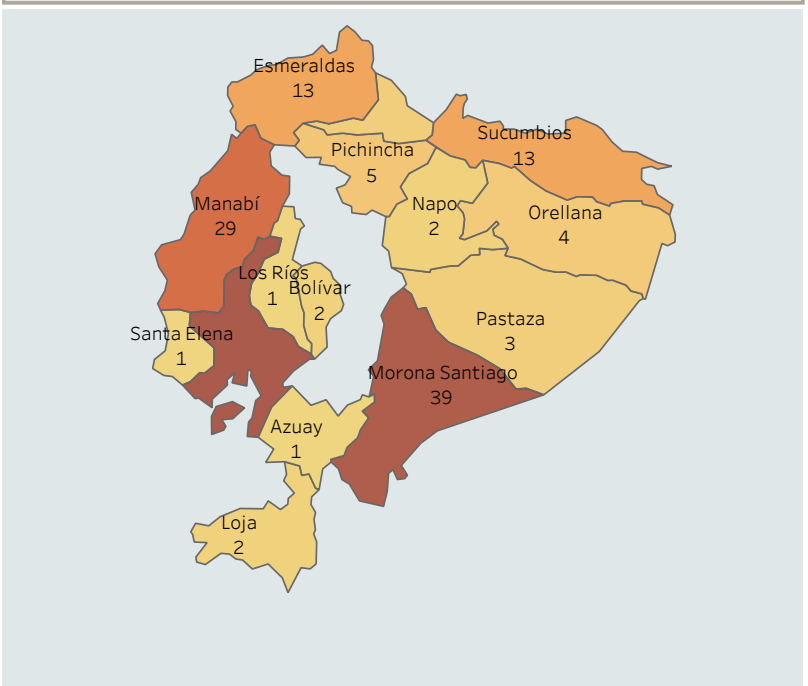 Esmeraldas
13
Sucumbios
13
Pichincha
5
Manabí
29
Napo
2
Orellana
4
Los Ríos
1
Bolívar
2
Santa Elena
1
Pastaza
3
Morona Santiago
39
Azuay
1
Loja
2